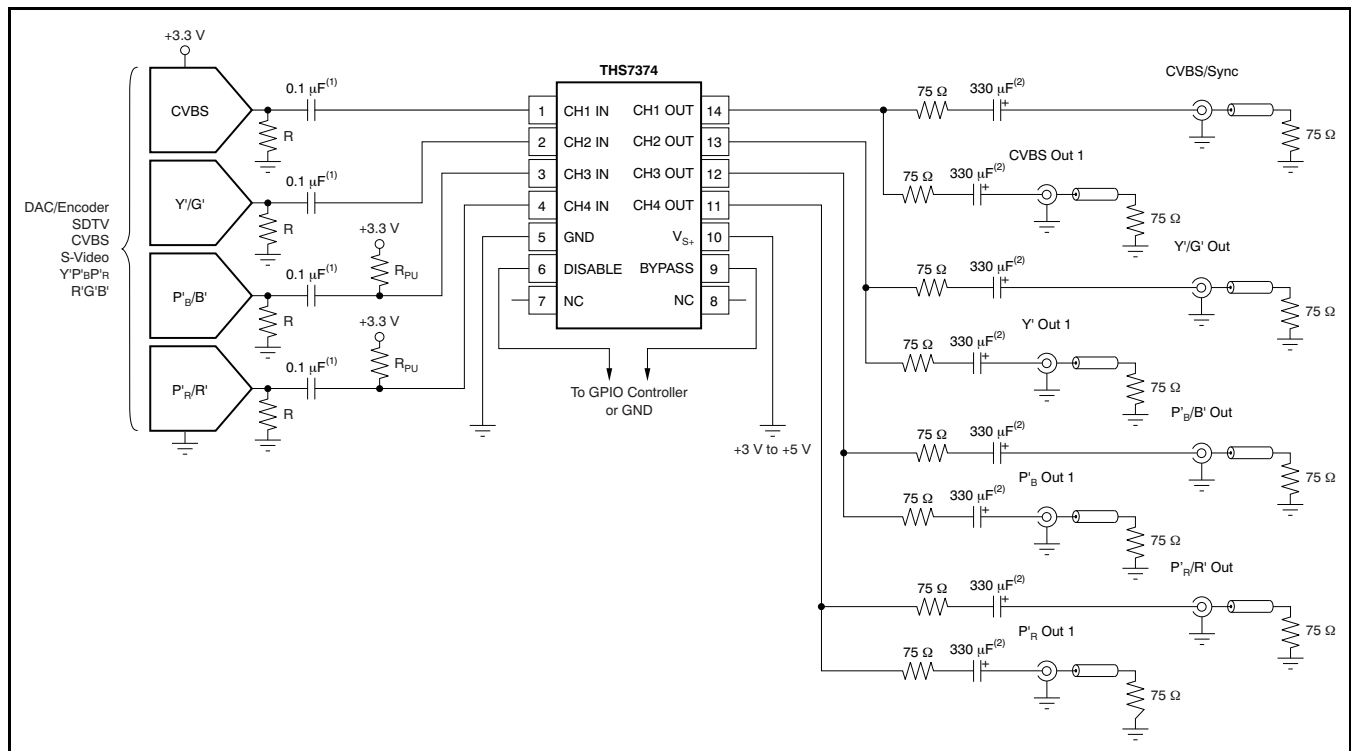 +3.3 V
CVBS
0.1 µF(1)
R
Y'/G'
0.1 µF(1)
R
P'B/B'
0.1 µF(1)
R
+3.3 V
RPU
P'R/R'
0.1 µF(1)
R
+3.3 V
RPU
DAC/Encoder
SDTV
CVBS
S-Video
Y'P'BP'R
R'G'B'
THS7374
1 CH1 IN CH1 OUT 14
2 CH2 IN CH2 OUT 13
3 CH3 IN CH3 OUT 12
4 CH4 IN CH4 OUT 11
5 GND VS+ 10
6 DISABLE BYPASS 9
7 NC NC 8
To GPIO Controller
or GND
+3 V to +5 V
CVBS/Sync
75 Ω 330 µF(2)+
75 Ω
CVBS Out 1
75 Ω 330 µF(2)+
75 Ω
Y'/G' Out
75 Ω 330 µF(2)+
75 Ω
Y' Out 1
75 Ω 330 µF(2)+
75 Ω
P'B/B' Out
75 Ω 330 µF(2)+
75 Ω
P'B Out 1
75 Ω 330 µF(2)+
75 Ω
P'R/R' Out
75 Ω 330 µF(2)+
75 Ω
P'R Out 1
75 Ω 330 µF(2)+
75 Ω